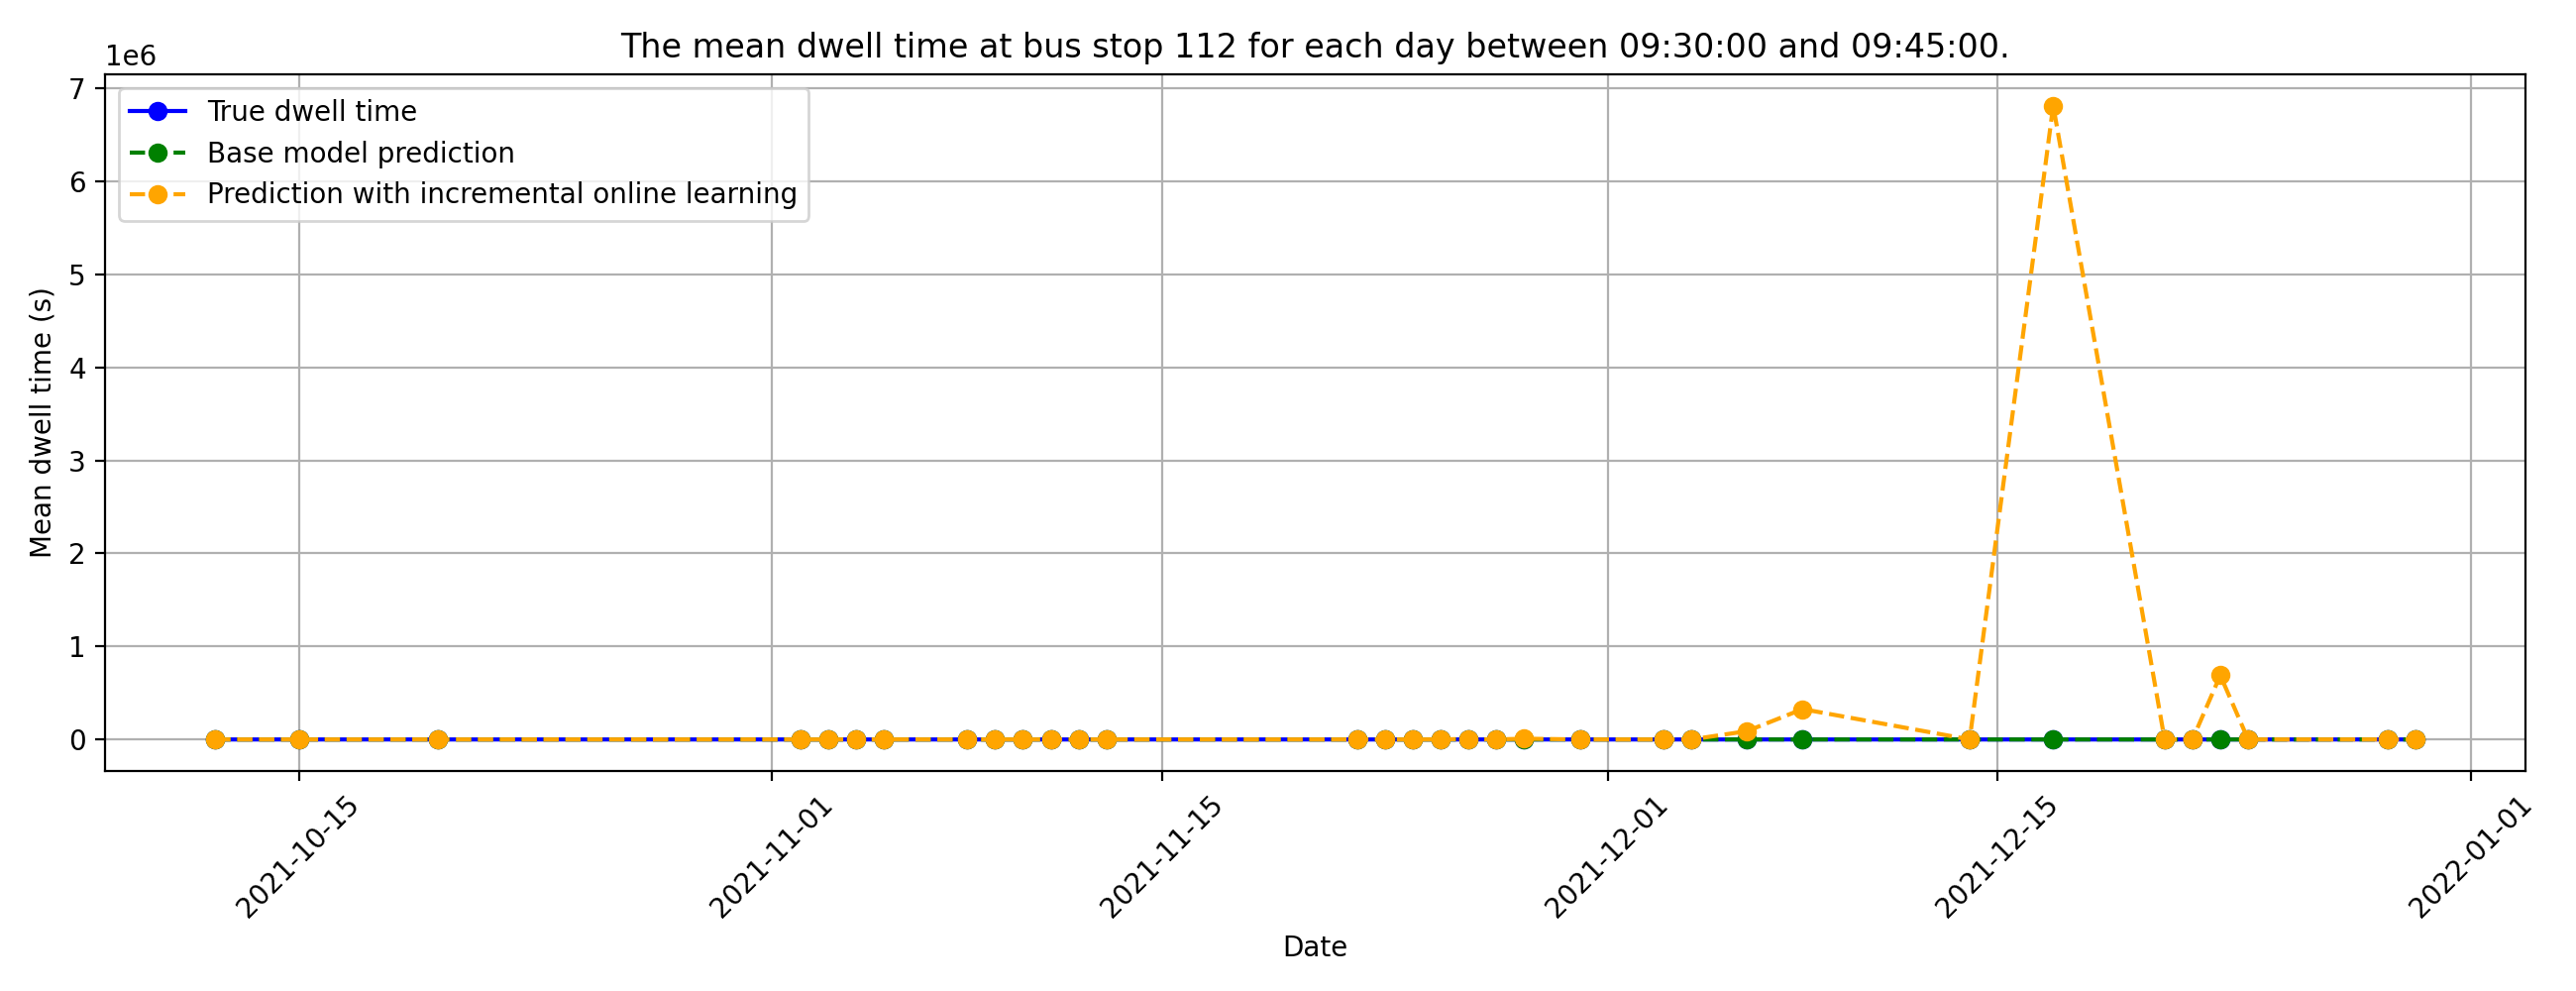 The mean dwell time at bus stop 112 for each day between 09:30:00 and 09:45:00.
1e6
7
6
5
4
3
2
1
0
Mean dwell time (s)
True dwell time
Base model prediction
Prediction with incremental online learning
2021-10-15
2021-11-01
2021-11-15
2021-12-01
2021-12-15
2022-01-01
Date